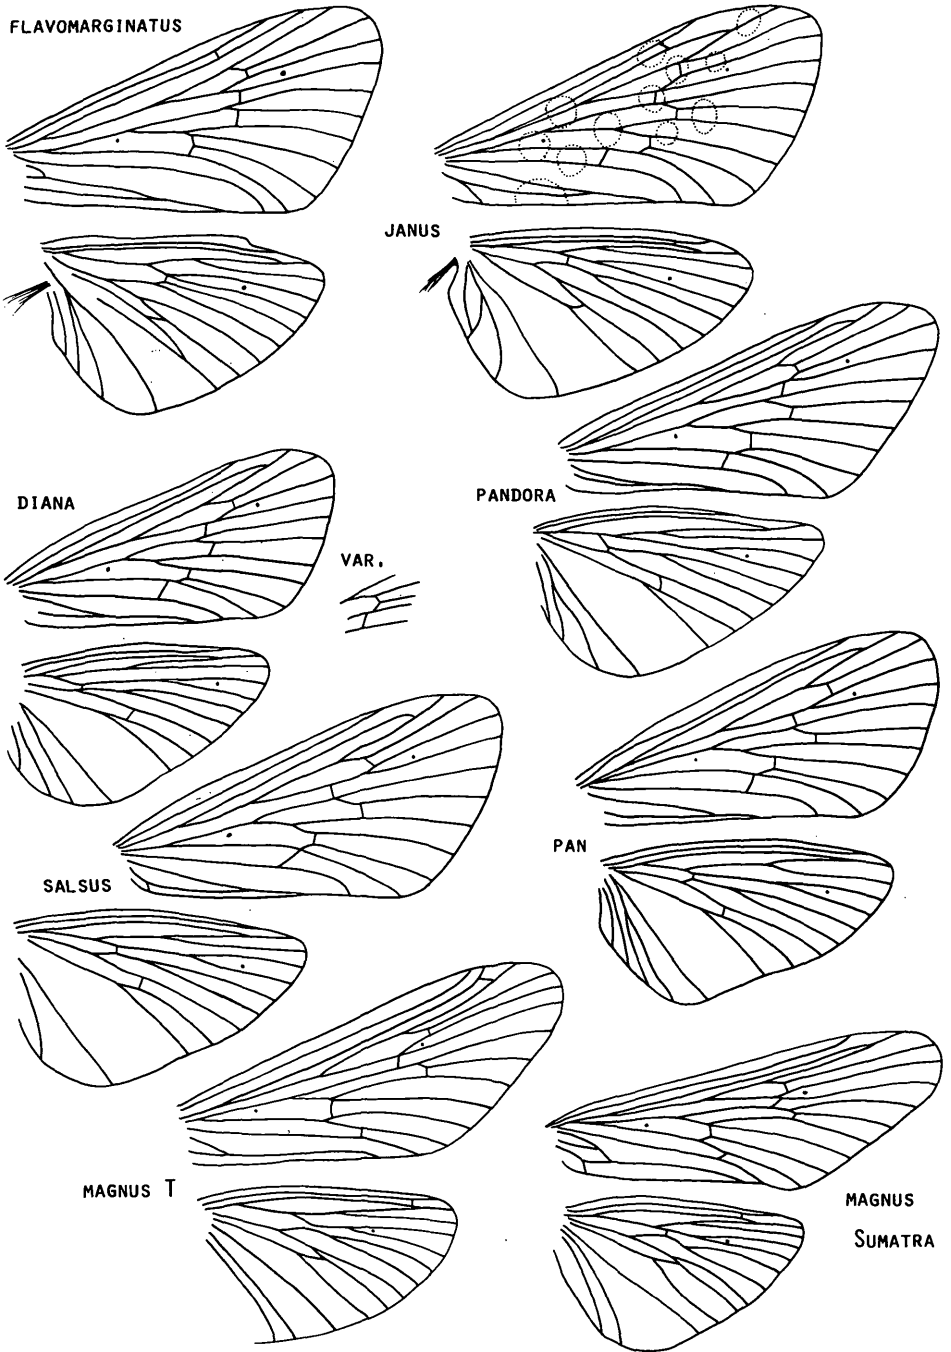 FLAVOMARGINATUS
JANUS
DIANA
VAR.
PANDORA
SALSUS
PAN
MAGNUS T
MAGNUS
SUMATRA